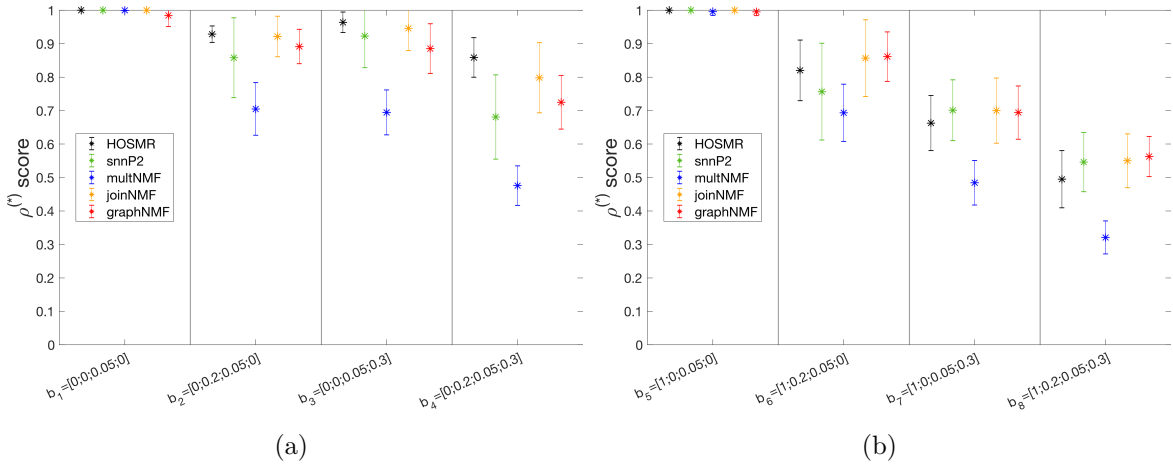 1
0.9
0.8
0.7
0.6
0.5
0.4
0.3
0.2
0.1
0
ρ(*) score
HOSMR
snnP2
multNMF
joinNMF
graphNMF
b1=[0;0;0.05;0]
b2=[0;0.2;0.05;0]
b3=[0;0;0.05;0.3]
b4=[0;0.2;0.05;0.3]
(a)
1
0.9
0.8
0.7
0.6
0.5
0.4
0.3
0.2
0.1
0
ρ(*) score
HOSMR
snnP2
multNMF
joinNMF
graphNMF
b5=[1;0;0.05;0]
b6=[1;0.2;0.05;0]
b7=[1;0;0.05;0.3]
b8=[1;0.2;0.05;0.3]
(b)